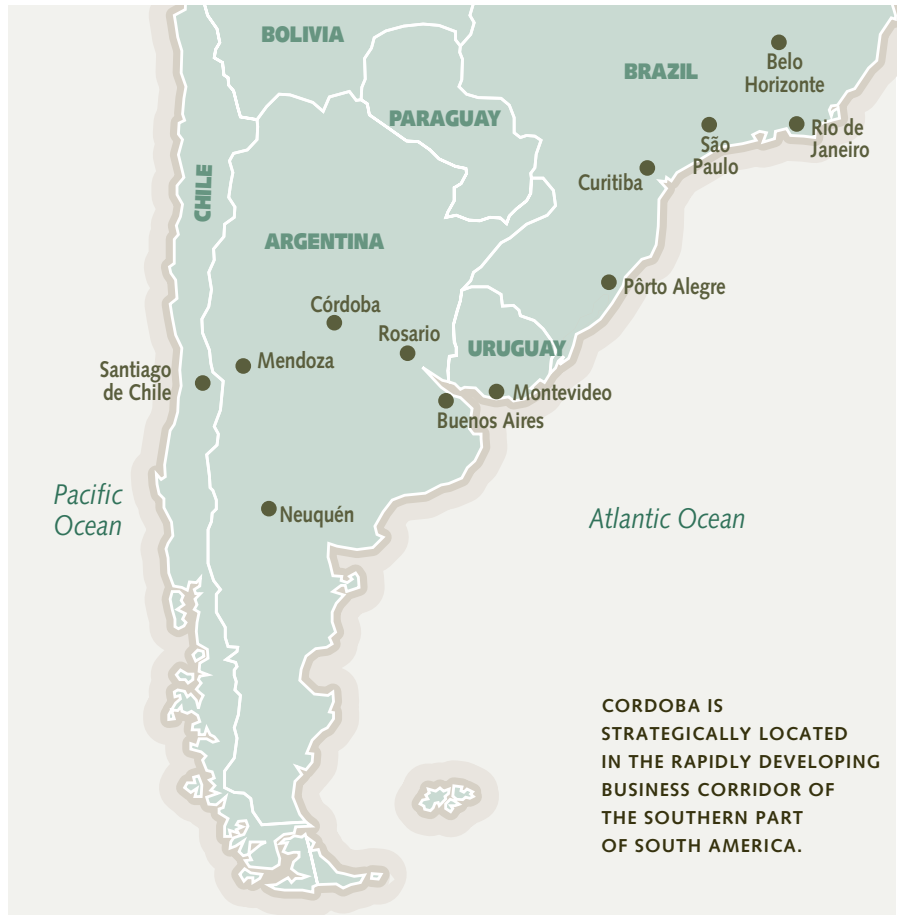 BOLIVIA
BRAZIL
Belo
Horizonte
PARAGUAY
São
Paulo
Rio de
Janeiro
CHILE
Curitiba
ARGENTINA
Pôrto Alegre
Córdoba
Rosario
URUGUAY
Mendoza
Santiago
de Chile
Montevideo
Buenos Aires
Pacific
Ocean
Neuquén
Atlantic Ocean
CORDOBA IS
STRATEGICALLY LOCATED
IN THE RAPIDLY DEVELOPING
BUSINESS CORRIDOR OF
THE SOUTHERN PART
OF SOUTH AMERICA.